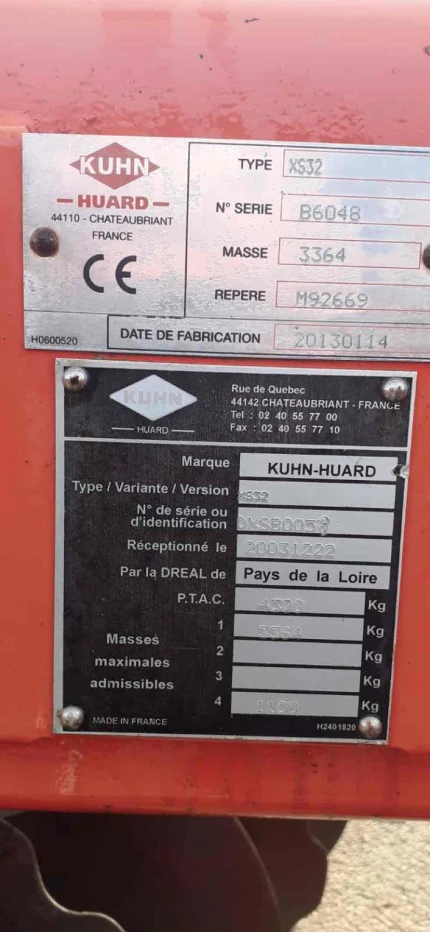 KUHN
HUARD
44110 - CHATEAUBRIANT
FRANCE
CE
H0600520
TYPE XS32
N° SERIE B6048
MASSE 3364
REPERE M92669
DATE DE FABRICATION 20130114
KUHN
HUARD
Rue de Quebec
44142 CHATEAUBRIANT - FRANCE
Tel : 02 40 55 77 00
Fax : 02 40 55 77 10
Marque KUHN-HUARD
Type / Variante / Version XS32
N° de série ou
d'identification
Réceptionné le 20031222
Par la DREAL de Pays de la Loire
P.T.A.C. 4300 Kg
Masses
maximales
admissibles
1 3364 Kg
2 Kg
3 Kg
4 Kg
MADE IN FRANCE
H2401820